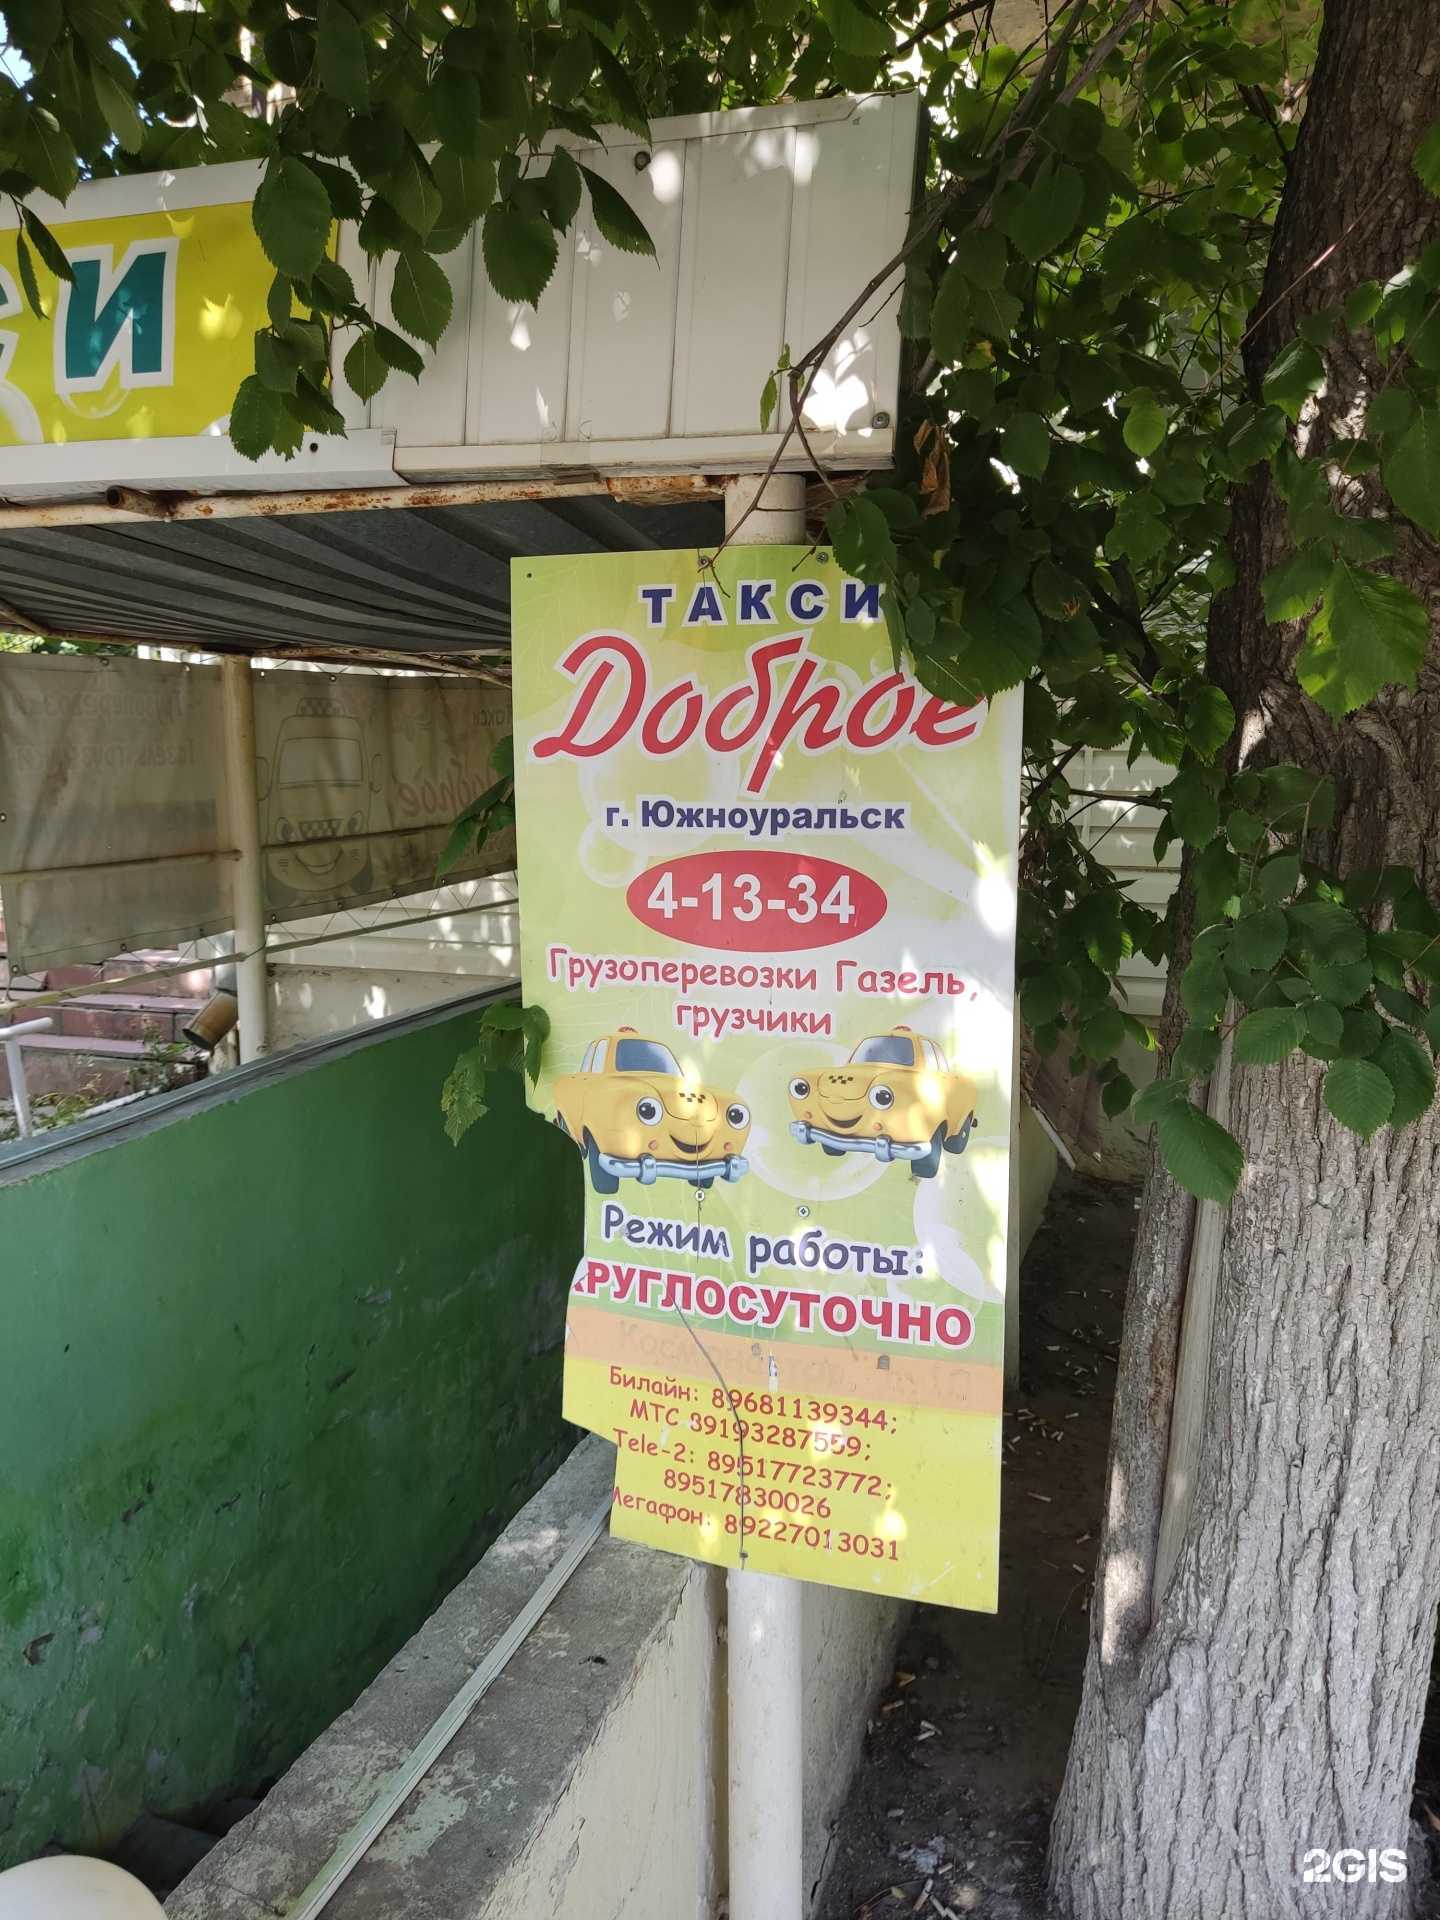 СИ
ТАКСИ
Доброе
г. Южноуральск
4-13-34
Грузоперевозки Газель,
грузчики
Режим работы:
КРУГЛОСУТОЧНО
Билайн: 89681139344;
МТС 89193287559;
Tele-2: 89517723772;
89517830026
Мегафон: 89227013031
2GIS